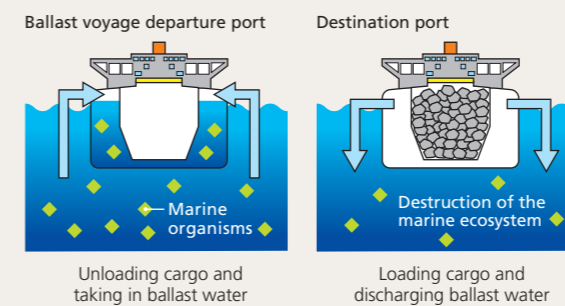 Ballast voyage departure port
Destination port
Marine
organisms
Destruction of the
marine ecosystem
Unloading cargo and
taking in ballast water
Loading cargo and
discharging ballast water